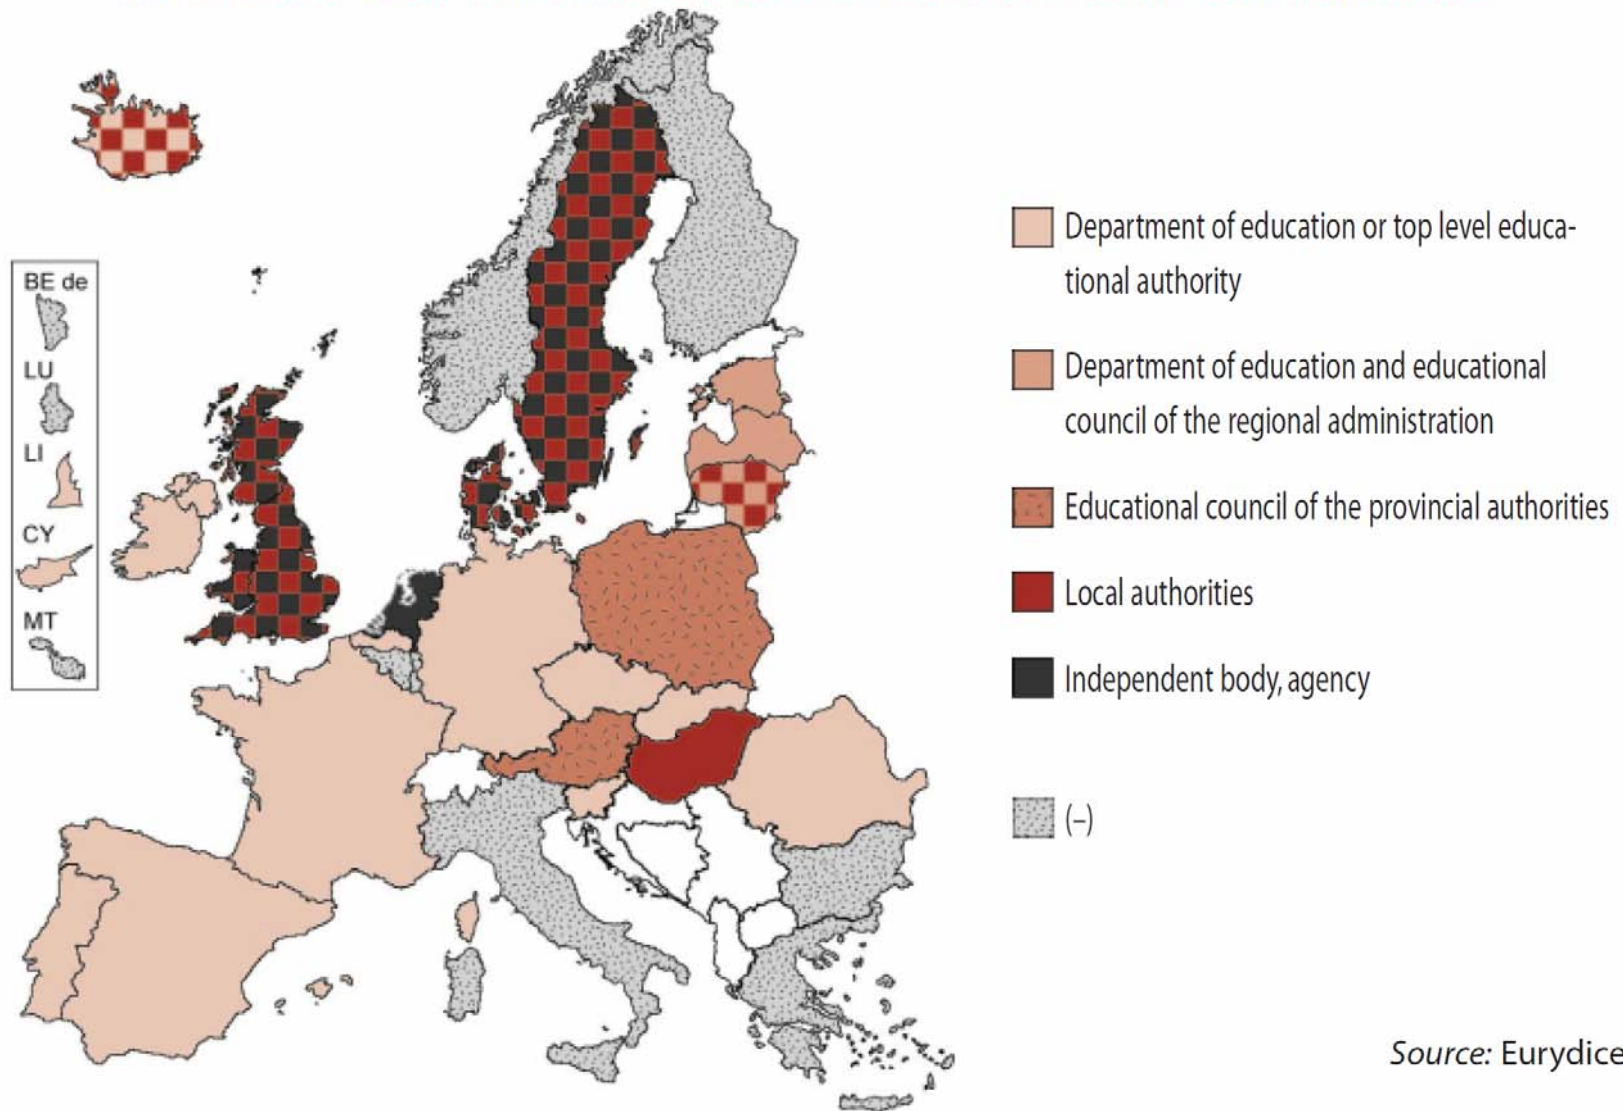 BE de
LU
LI
CY
MT
Department of education or top level educa-
tional authority
Department of education and educational
council of the regional administration
Educational council of the provincial authorities
Local authorities
Independent body, agency
(–)
Source: Eurydice